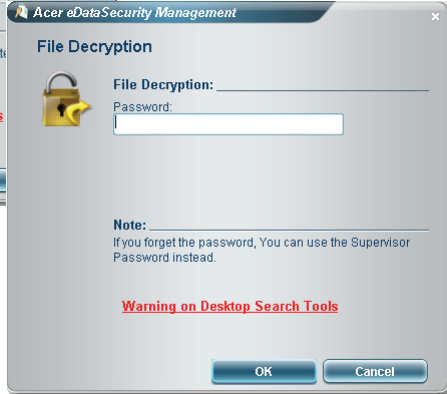 Acer eDataSecurity Management
x
File Decryption
File Decryption:
Password:
Note:
If you forget the password, You can use the Supervisor
Password instead.
Warning on Desktop Search Tools
OK
Cancel